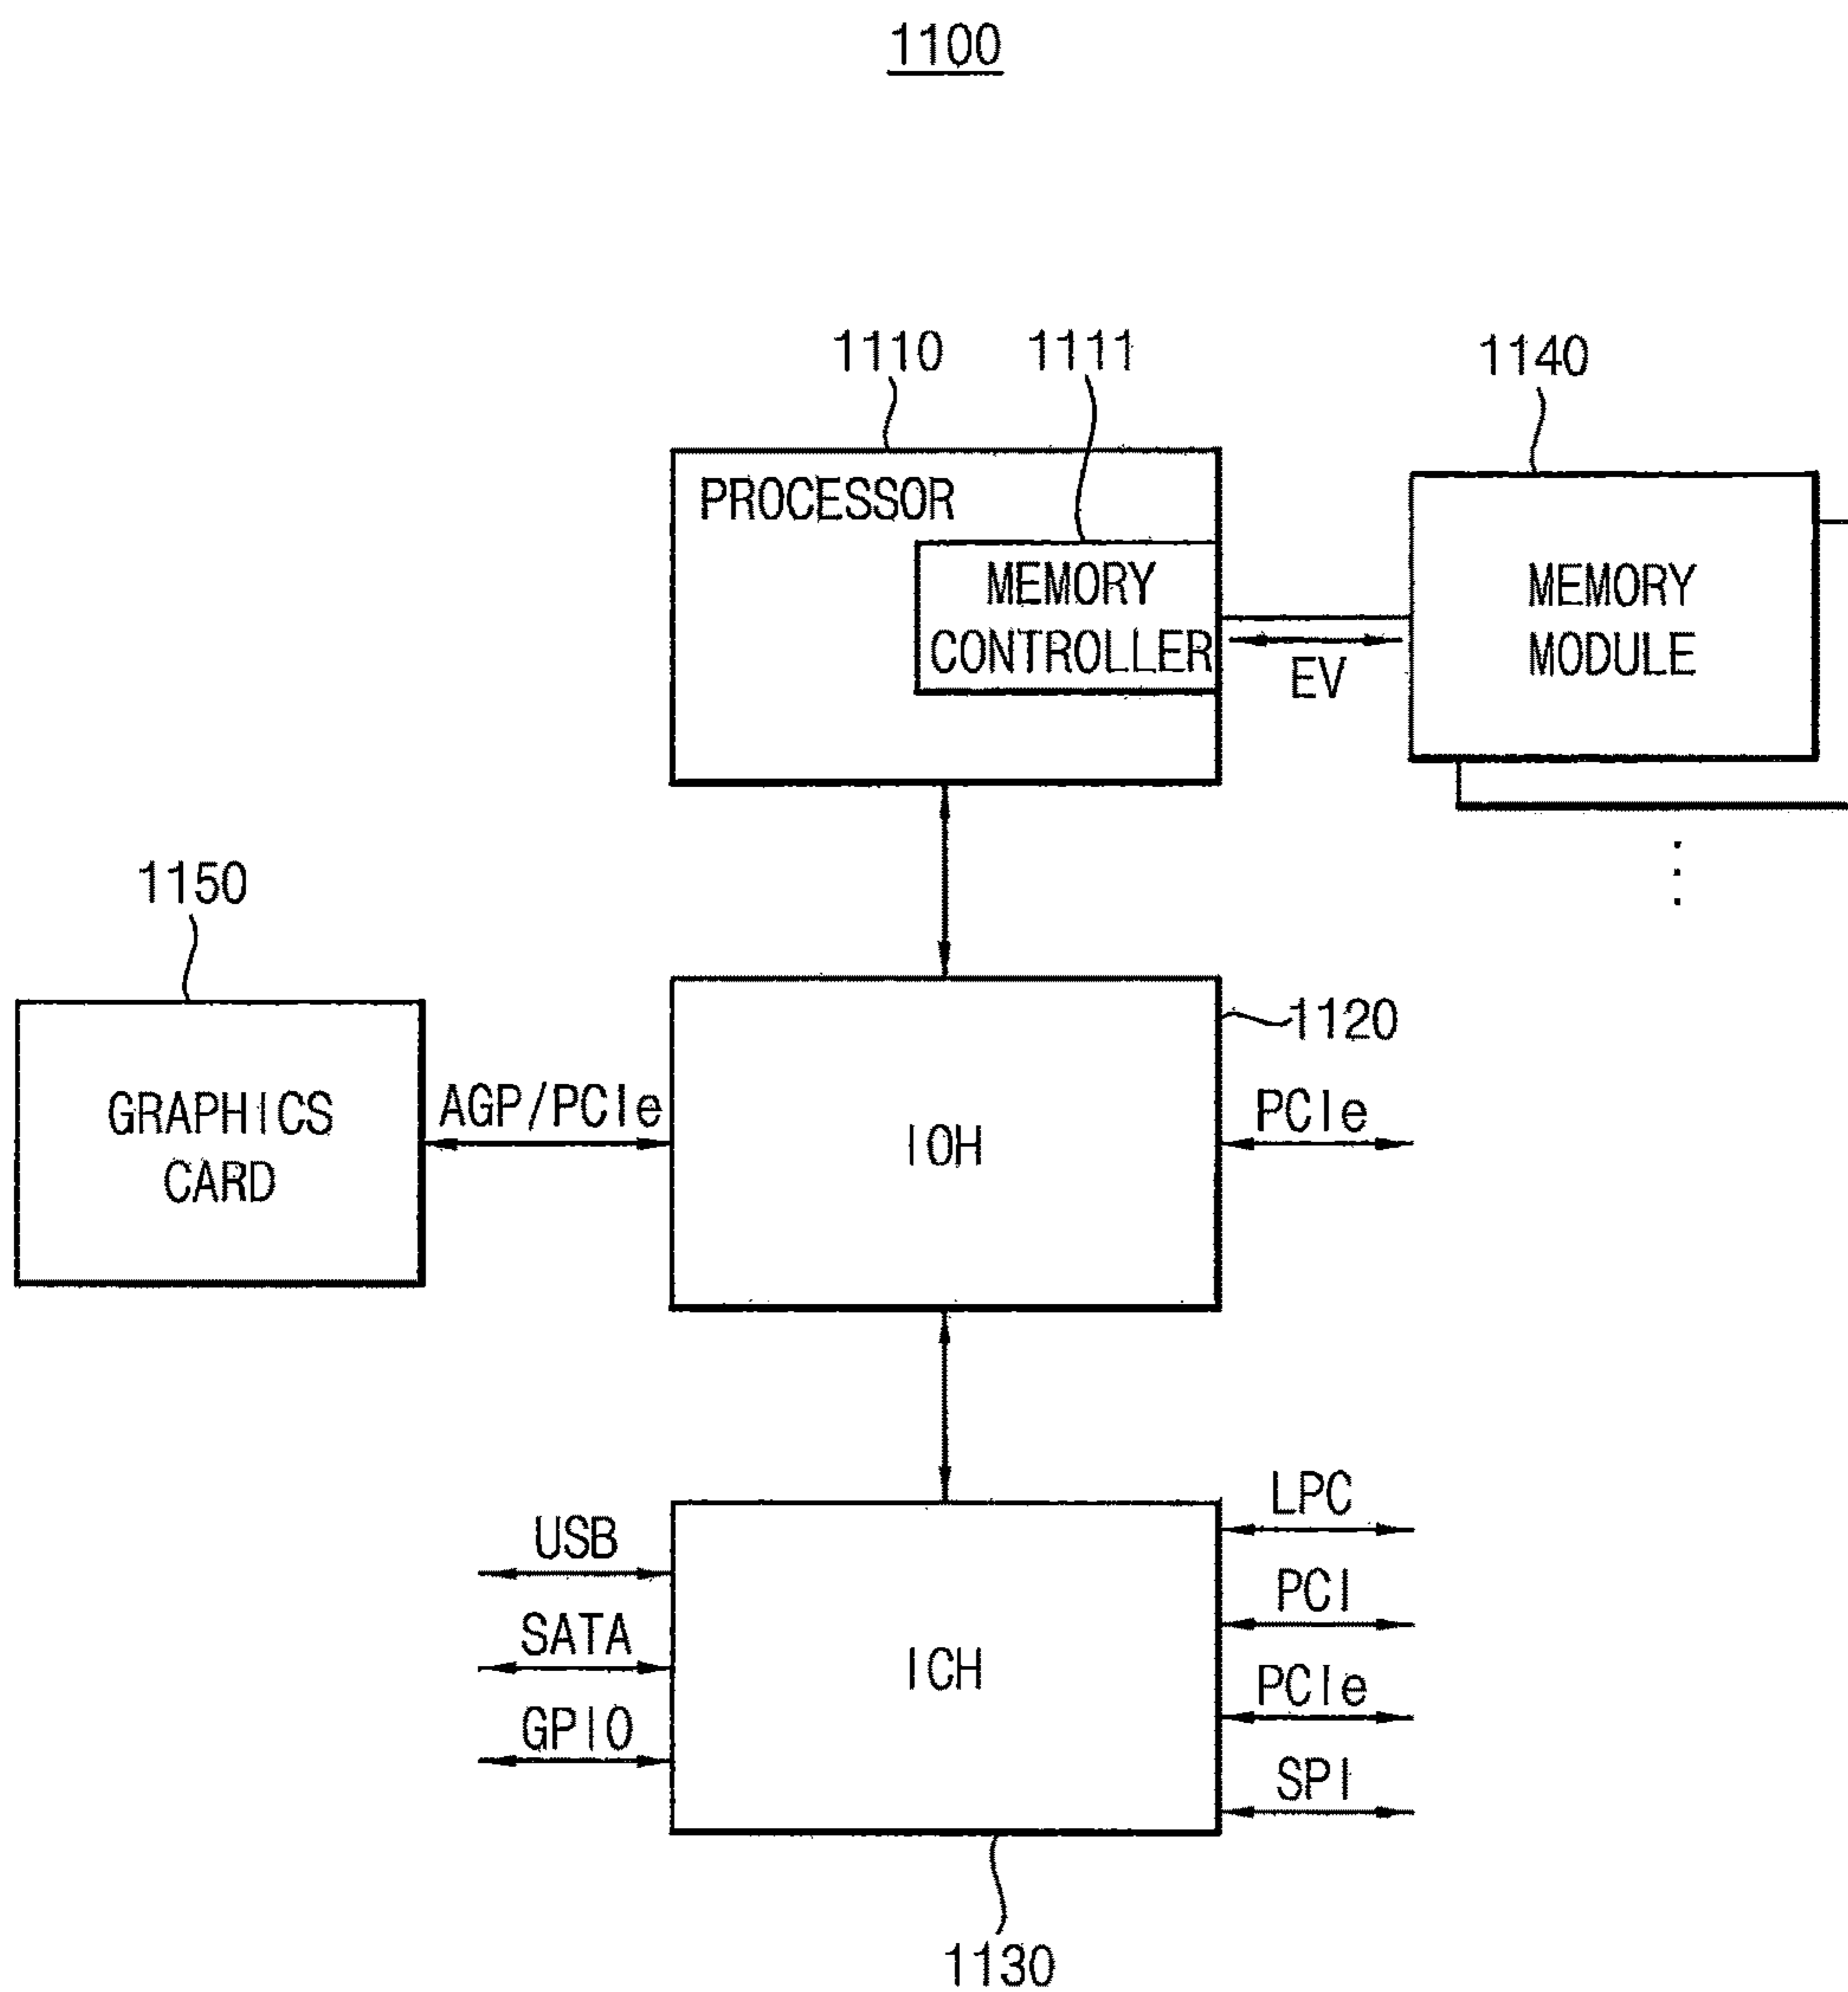 1100
1110
1111
1140
PROCESSOR
MEMORY
CONTROLLER
EV
MEMORY
MODULE
1150
1120
GRAPHICS
CARD
AGP/PCIe
IOH
PCIe
USB
SATA
GPIO
ICH
LPC
PCI
PCIe
SPI
1130